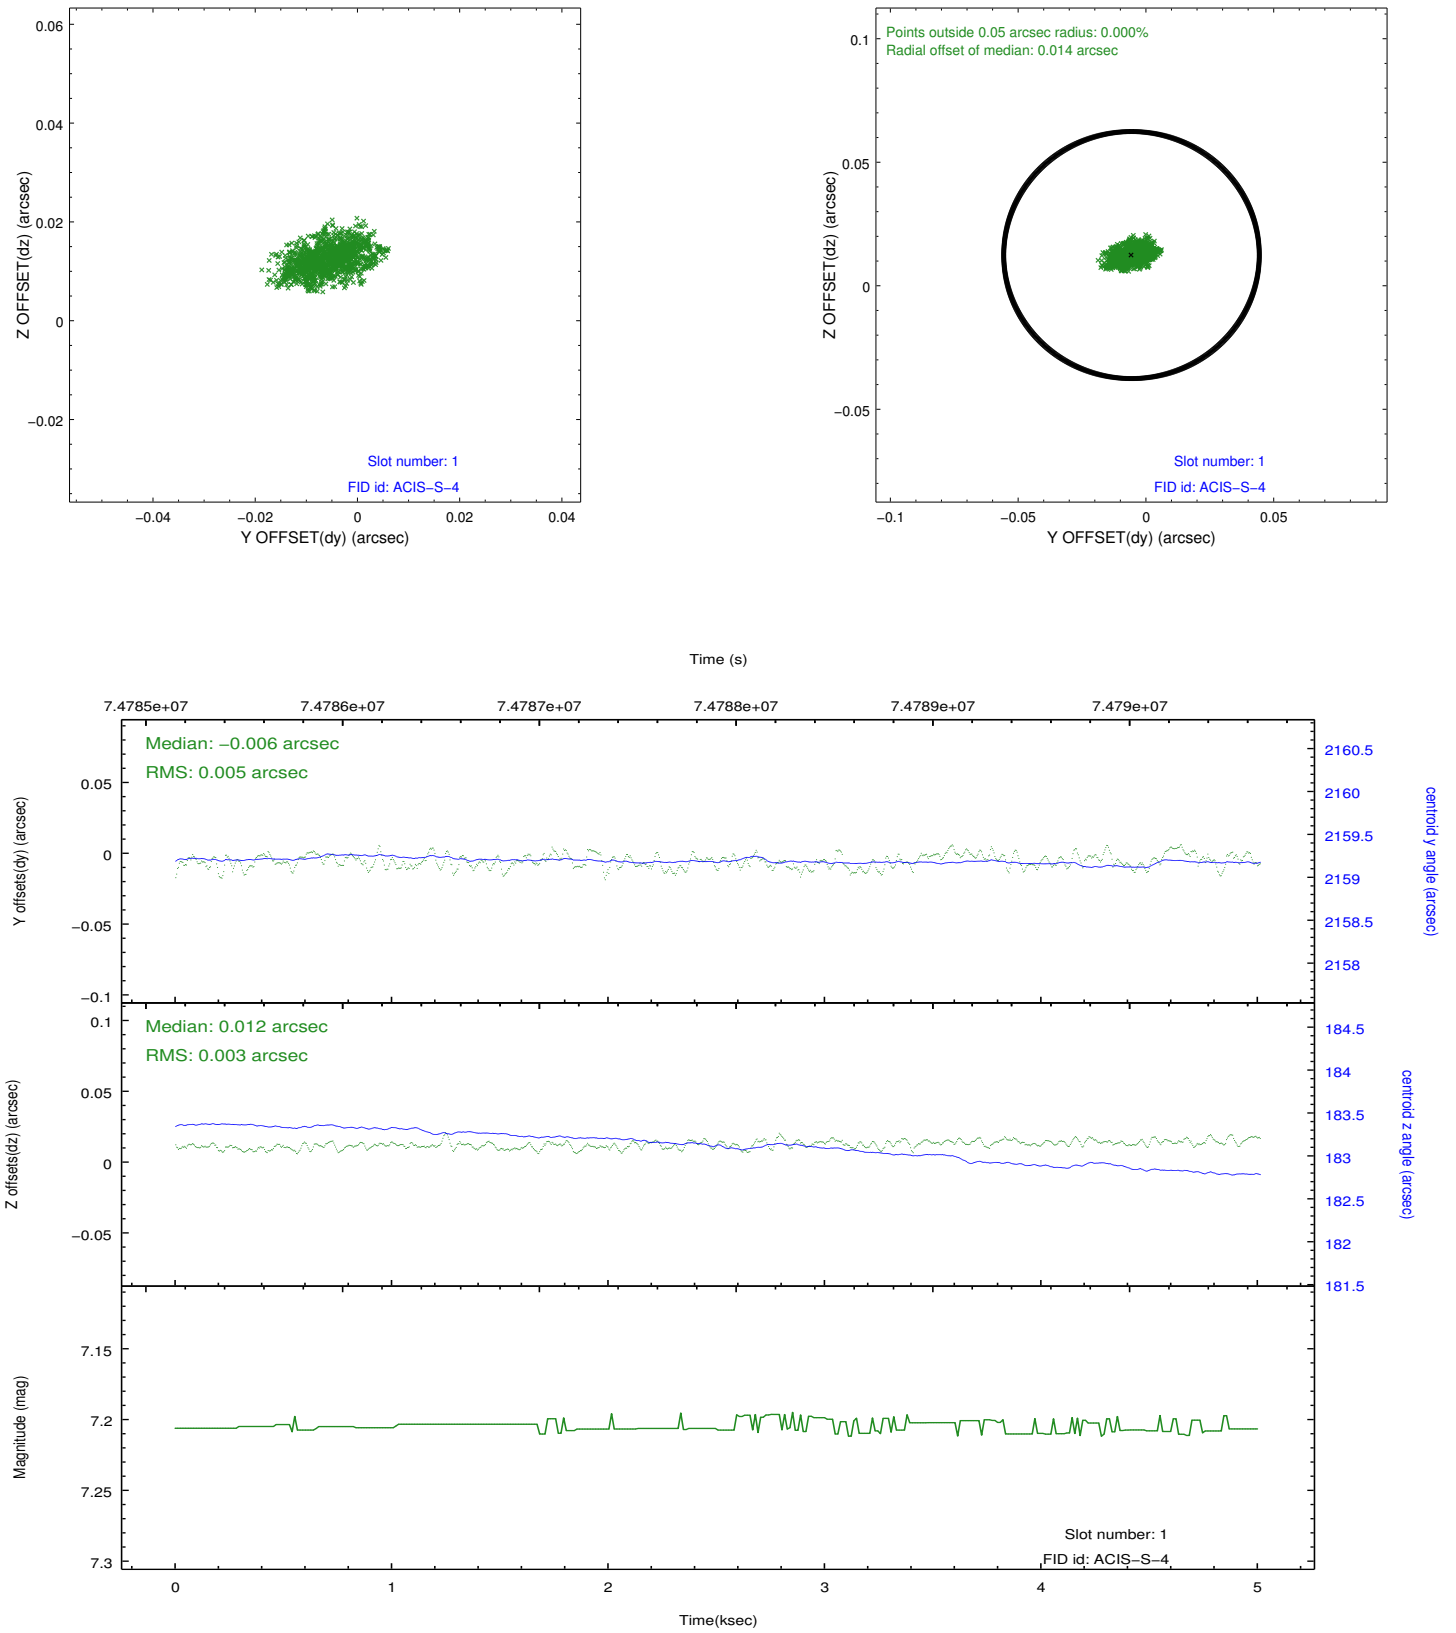 0.06
0.04
0.02
0
−0.02
Z OFFSET(dz) (arcsec)
Slot number: 1
FID id: ACIS−S−4
−0.04
−0.02
0
0.02
0.04
Y OFFSET(dy) (arcsec)
Points outside 0.05 arcsec radius: 0.000%
Radial offset of median: 0.014 arcsec
0.1
0.05
0
−0.05
Z OFFSET(dz) (arcsec)
Slot number: 1
FID id: ACIS−S−4
−0.1
−0.05
0
0.05
Y OFFSET(dy) (arcsec)
Time (s)
7.4785e+07
7.4786e+07
7.4787e+07
7.4788e+07
7.4789e+07
7.479e+07
Median: −0.006 arcsec
RMS: 0.005 arcsec
0.05
0
−0.05
−0.1
Y offsets(dy) (arcsec)
2160.5
2160
2159.5
2159
2158.5
2158
centroid y angle (arcsec)
Median: 0.012 arcsec
RMS: 0.003 arcsec
0.1
0.05
0
−0.05
Z offsets(dz) (arcsec)
184.5
184
183.5
183
182.5
182
181.5
centroid z angle (arcsec)
7.15
7.2
7.25
7.3
Magnitude (mag)
Slot number: 1
FID id: ACIS−S−4
0
1
2
3
4
5
Time(ksec)